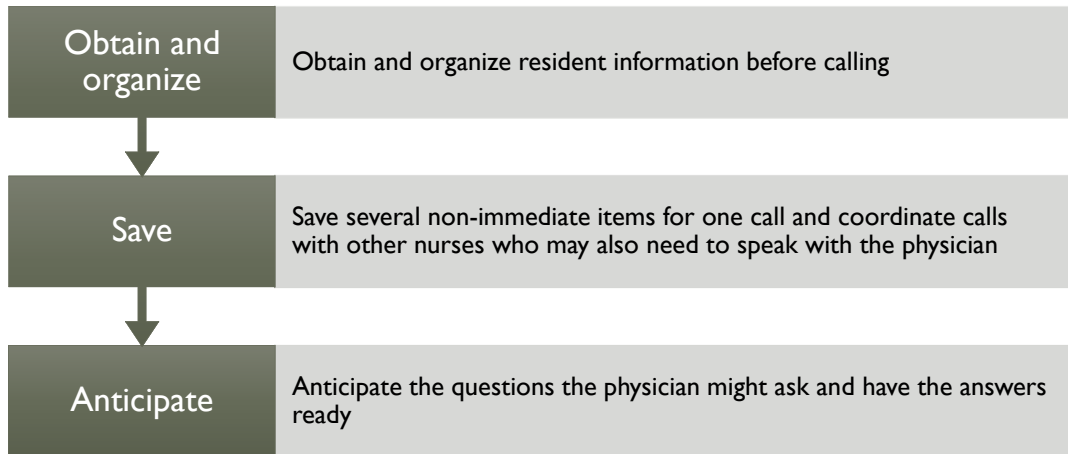 Obtain and
organize
Obtain and organize resident information before calling
Save
Save several non-immediate items for one call and coordinate calls
with other nurses who may also need to speak with the physician
Anticipate
Anticipate the questions the physician might ask and have the answers
ready